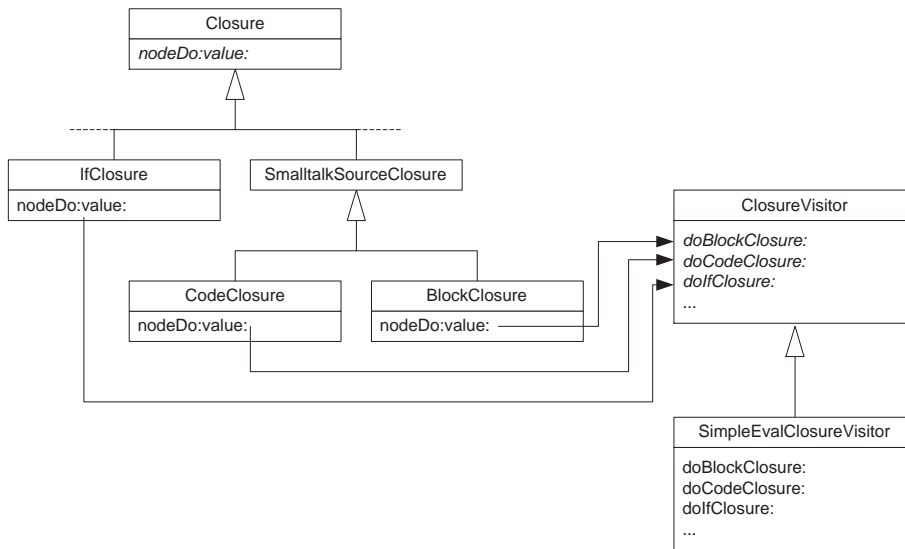 Closure
nodeDo:value:
IfClosure
nodeDo:value:
SmalltalkSourceClosure
CodeClosure
nodeDo:value:
BlockClosure
nodeDo:value:
ClosureVisitor
doBlockClosure:
doCodeClosure:
doIfClosure:
...
SimpleEvalClosureVisitor
doBlockClosure:
doCodeClosure:
doIfClosure:
...